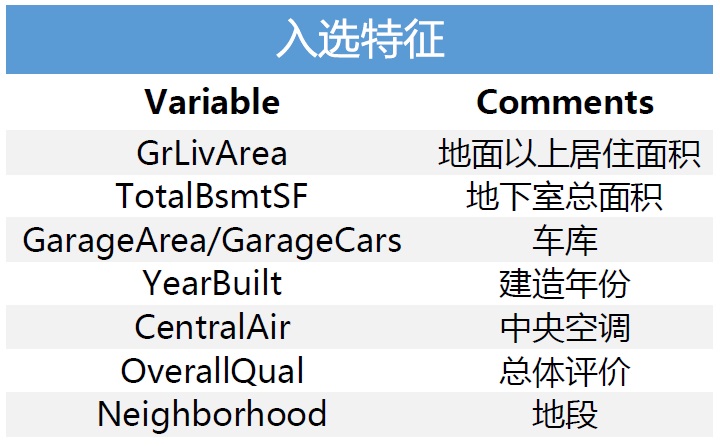 入选特征
Variable Comments
GrLivArea 地面以上居住面积
TotalBsmtSF 地下室总面积
GarageArea/GarageCars 车库
YearBuilt 建造年份
CentralAir 中央空调
OverallQual 总体评价
Neighborhood 地段